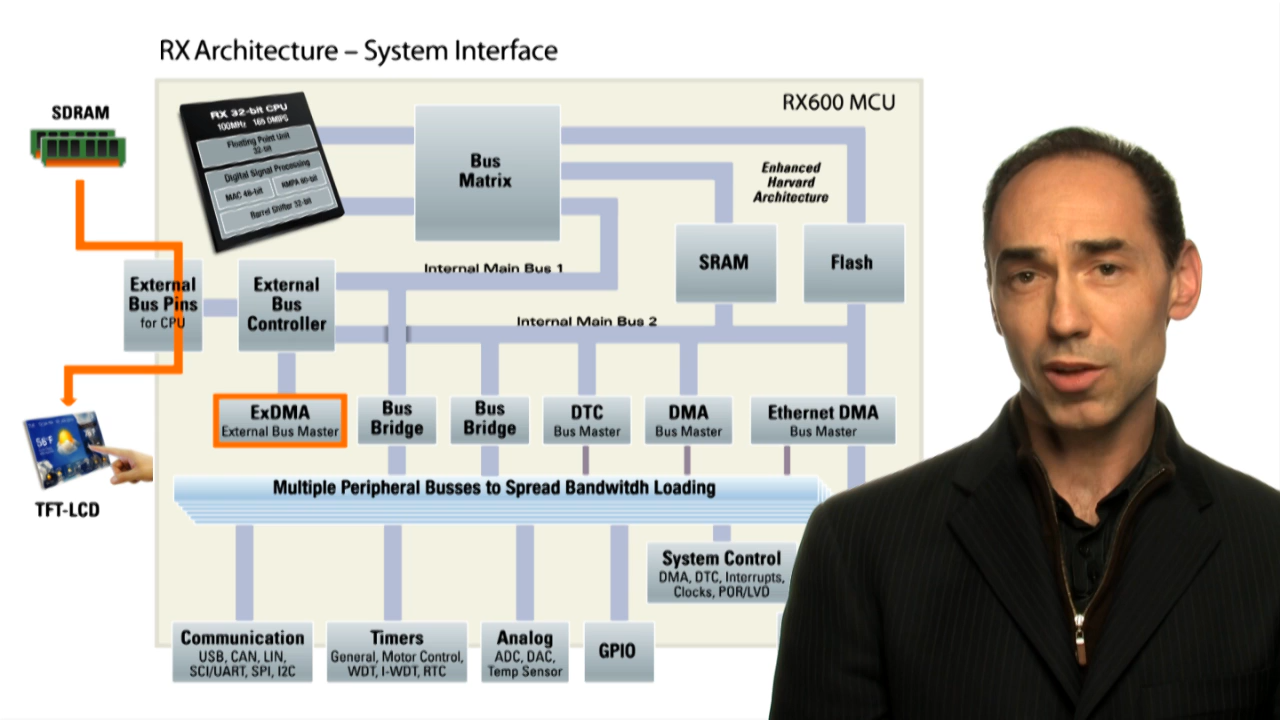 RX Architecture – System Interface
RX600 MCU
SDRAM
RX 32-bit CPU
100MHz 165 DMIPS
Floating Point Unit
32-bit
Digital Signal Processing
MAC 48-bit
RMPA 80-bit
Barrel Shifter 32-bit
Bus
Matrix
Enhanced
Harvard
Architecture
SRAM
Flash
Internal Main Bus 1
External
Bus Pins
for CPU
External
Bus
Controller
Internal Main Bus 2
ExDMA
External Bus Master
Bus
Bridge
Bus
Bridge
DTC
Bus Master
DMA
Bus Master
Ethernet DMA
Bus Master
56°F
TFT-LCD
Multiple Peripheral Busses to Spread Bandwitdh Loading
System Control
DMA, DTC, Interrupts,
Clocks, POR/LVD
Communication
USB, CAN, LIN,
SCI/UART, SPI, I2C
Timers
General, Motor Control,
WDT, I-WDT, RTC
Analog
ADC, DAC,
Temp Sensor
GPIO